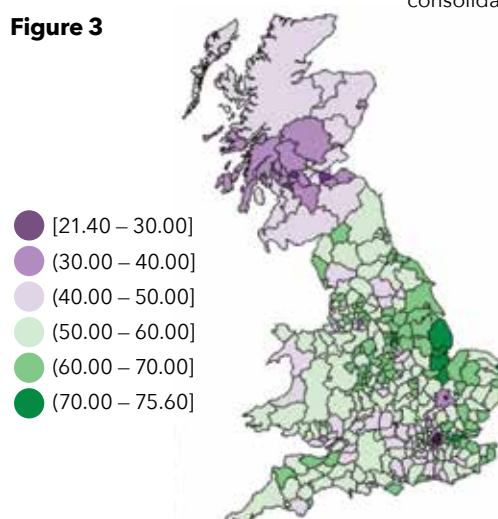 consolida
Figure 3
[21.40 – 30.00]
(30.00 – 40.00]
(40.00 – 50.00]
(50.00 – 60.00]
(60.00 – 70.00]
(70.00 – 75.60]